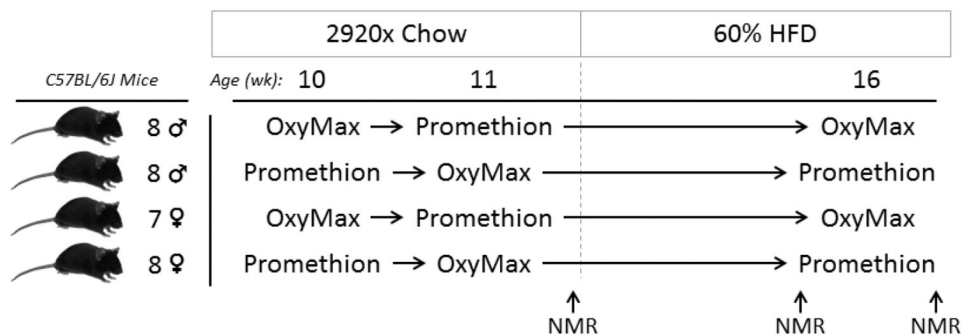 2920x Chow 60% HFD
C57BL/6J Mice Age (wk): 10 11 16
8 ♂ OxyMax Promethion OxyMax
8 ♂ Promethion OxyMax Promethion
7 ♀ OxyMax Promethion OxyMax
8 ♀ Promethion OxyMax Promethion
NMR NMR NMR